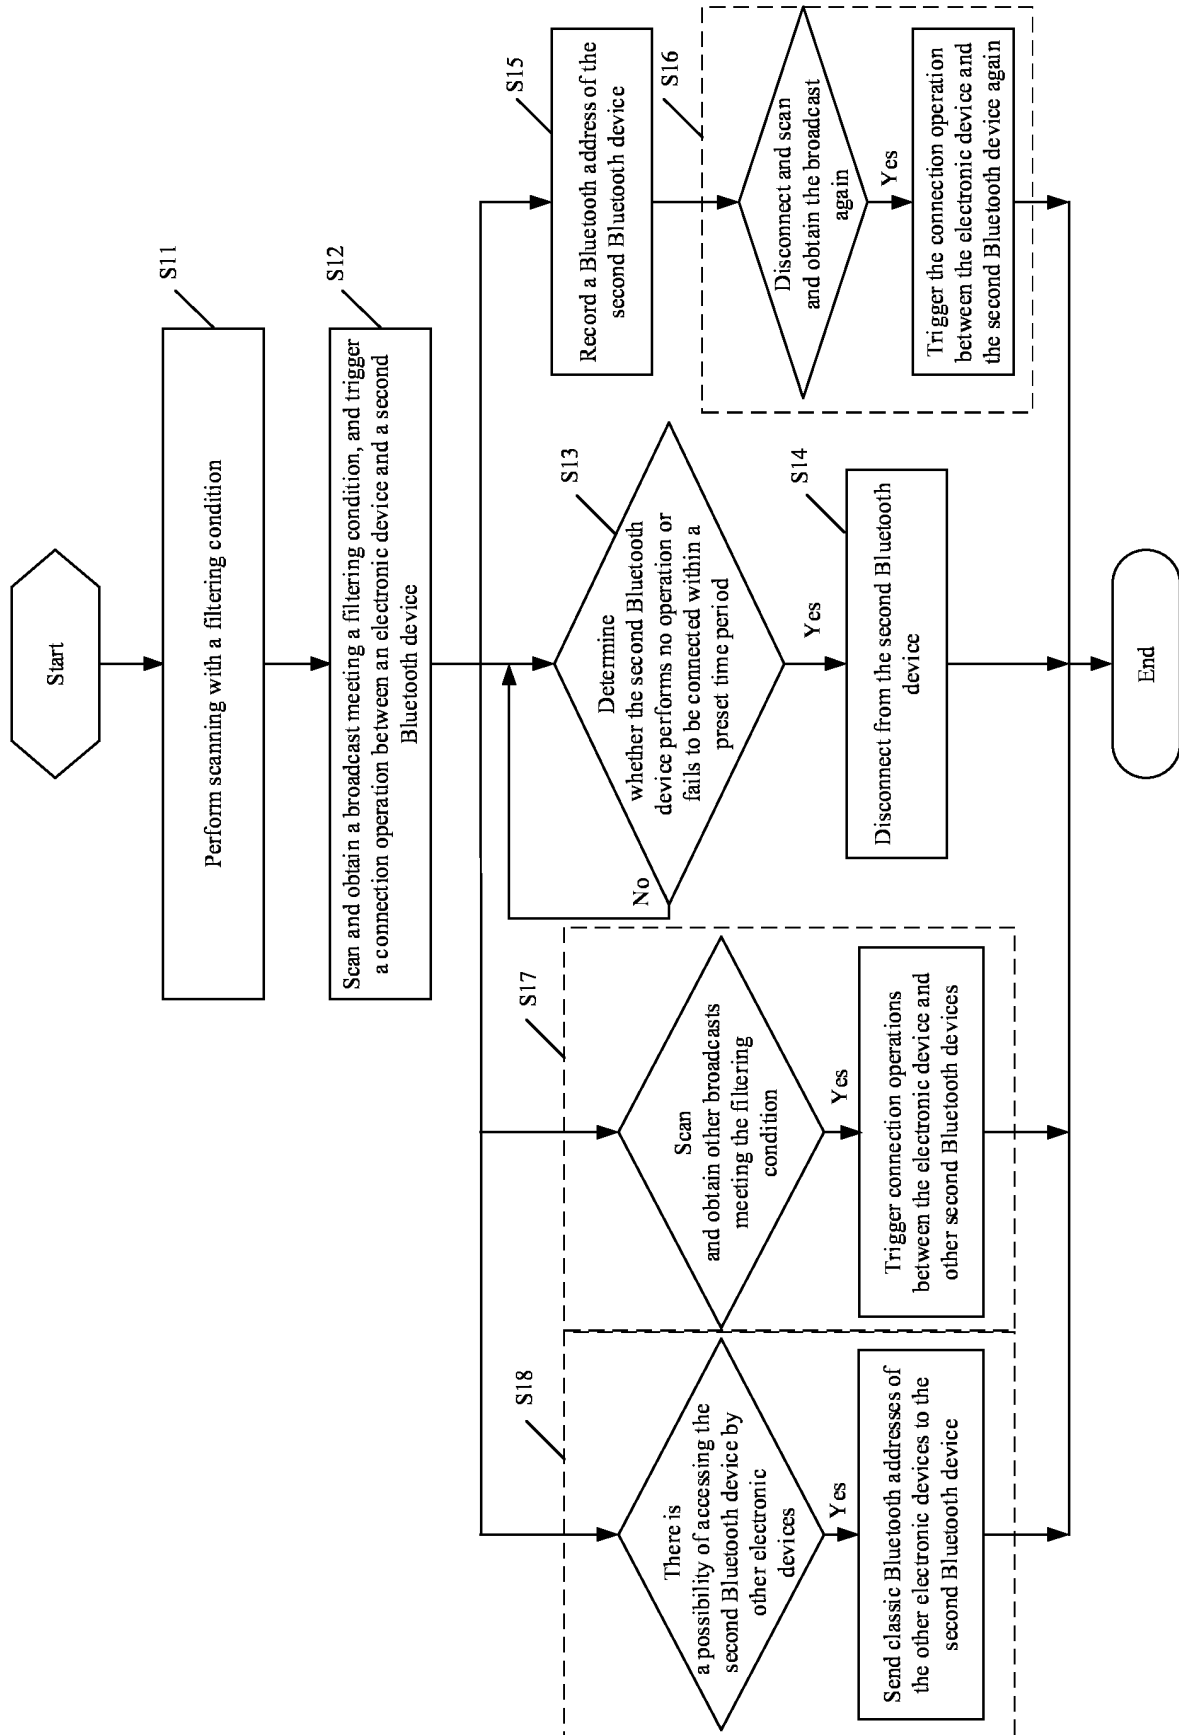 Start
S11
Perform scanning with a filtering condition
S12
Scan and obtain a broadcast meeting a filtering condition, and trigger
a connection operation between an electronic device and a second
Bluetooth device
S18
There is
a possibility of accessing the
second Bluetooth device by
other electronic
devices
Yes
Send classic Bluetooth addresses of
the other electronic devices to the
second Bluetooth device
S17
Scan
and obtain other broadcasts
meeting the filtering
condition
Yes
Trigger connection operations
between the electronic device and
other second Bluetooth devices
S13
Determine
whether the second Bluetooth
device performs no operation or
fails to be connected within a
preset time period
No
Yes
S14
Disconnect from the second Bluetooth
device
S15
Record a Bluetooth address of the
second Bluetooth device
S16
Disconnect and scan
and obtain the broadcast
again
Yes
Trigger the connection operation
between the electronic device and
the second Bluetooth device again
End